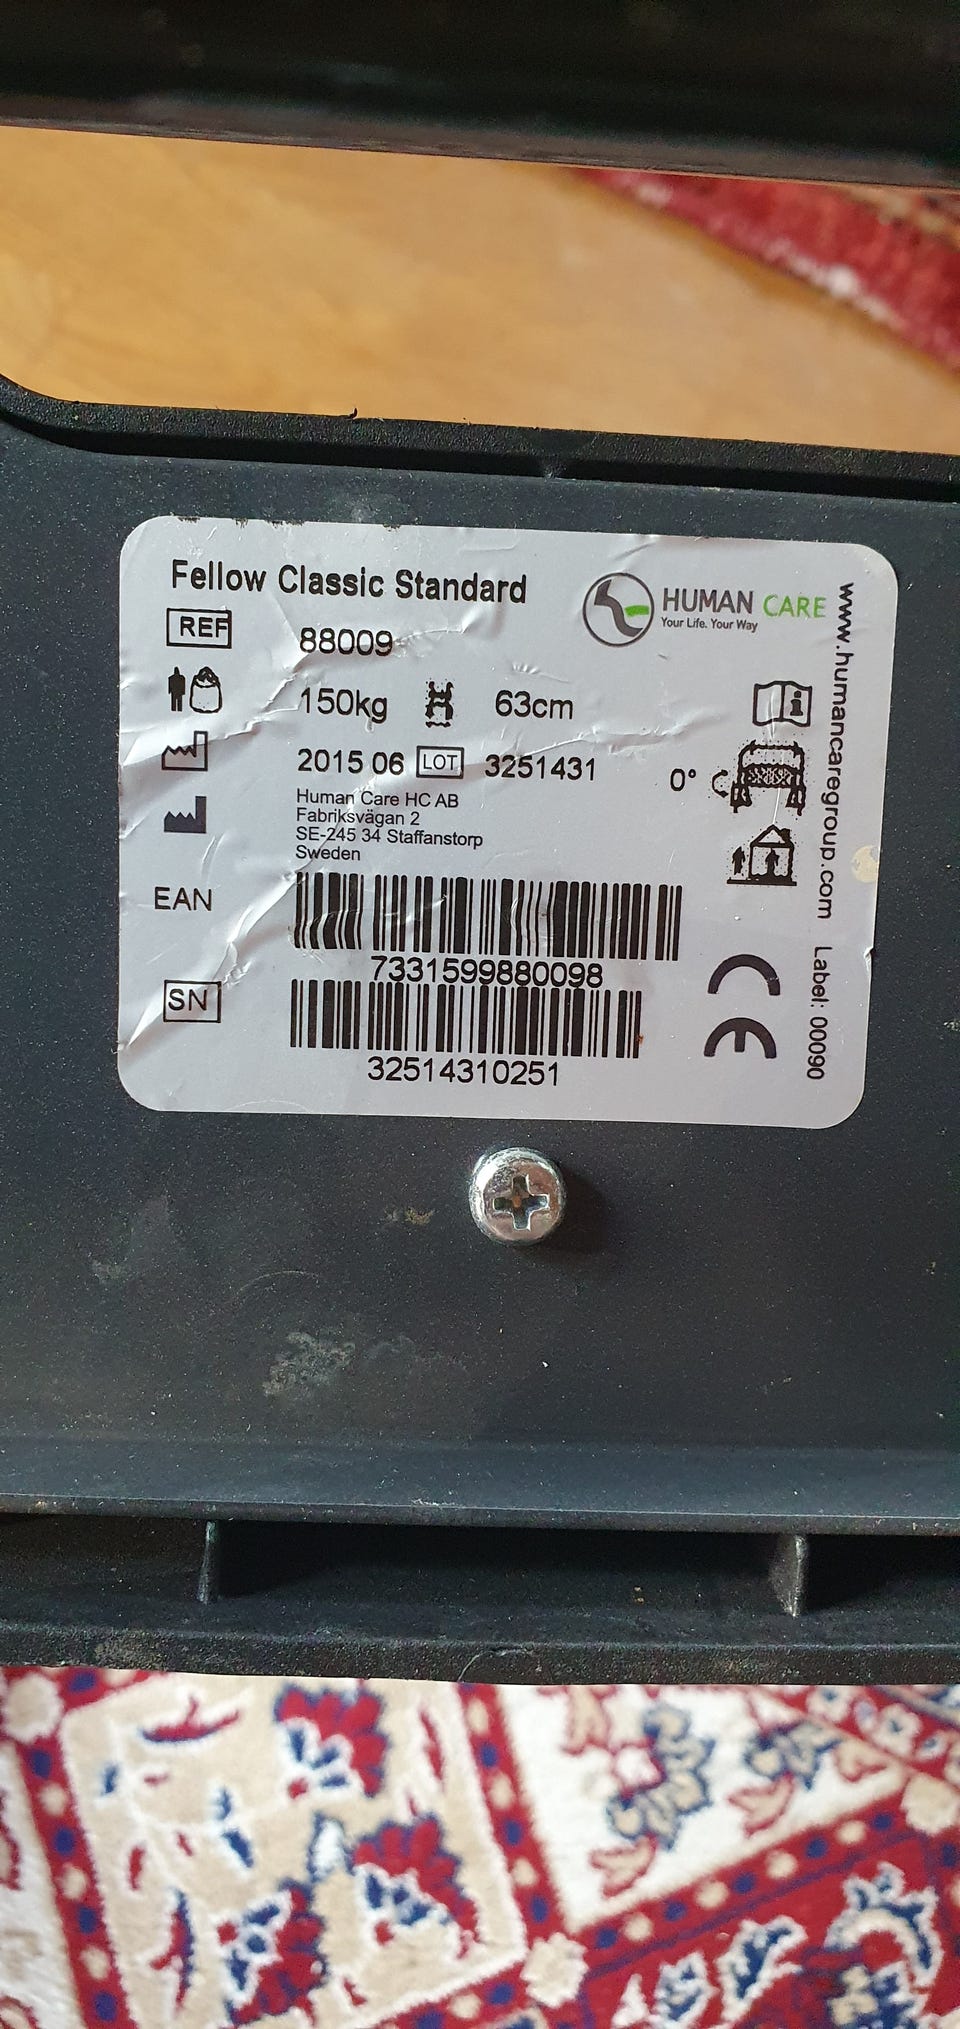 Fellow Classic Standard
HUMAN CARE
Your Life. Your Way
REF 88009
150kg 63cm
2015 06 LOT 3251431
0°
Human Care HC AB
Fabriksvägan 2
SE-245 34 Staffanstorp
Sweden
EAN
7331599880098
SN
32514310251
CE
www.humancaregroup.com Label: 00090